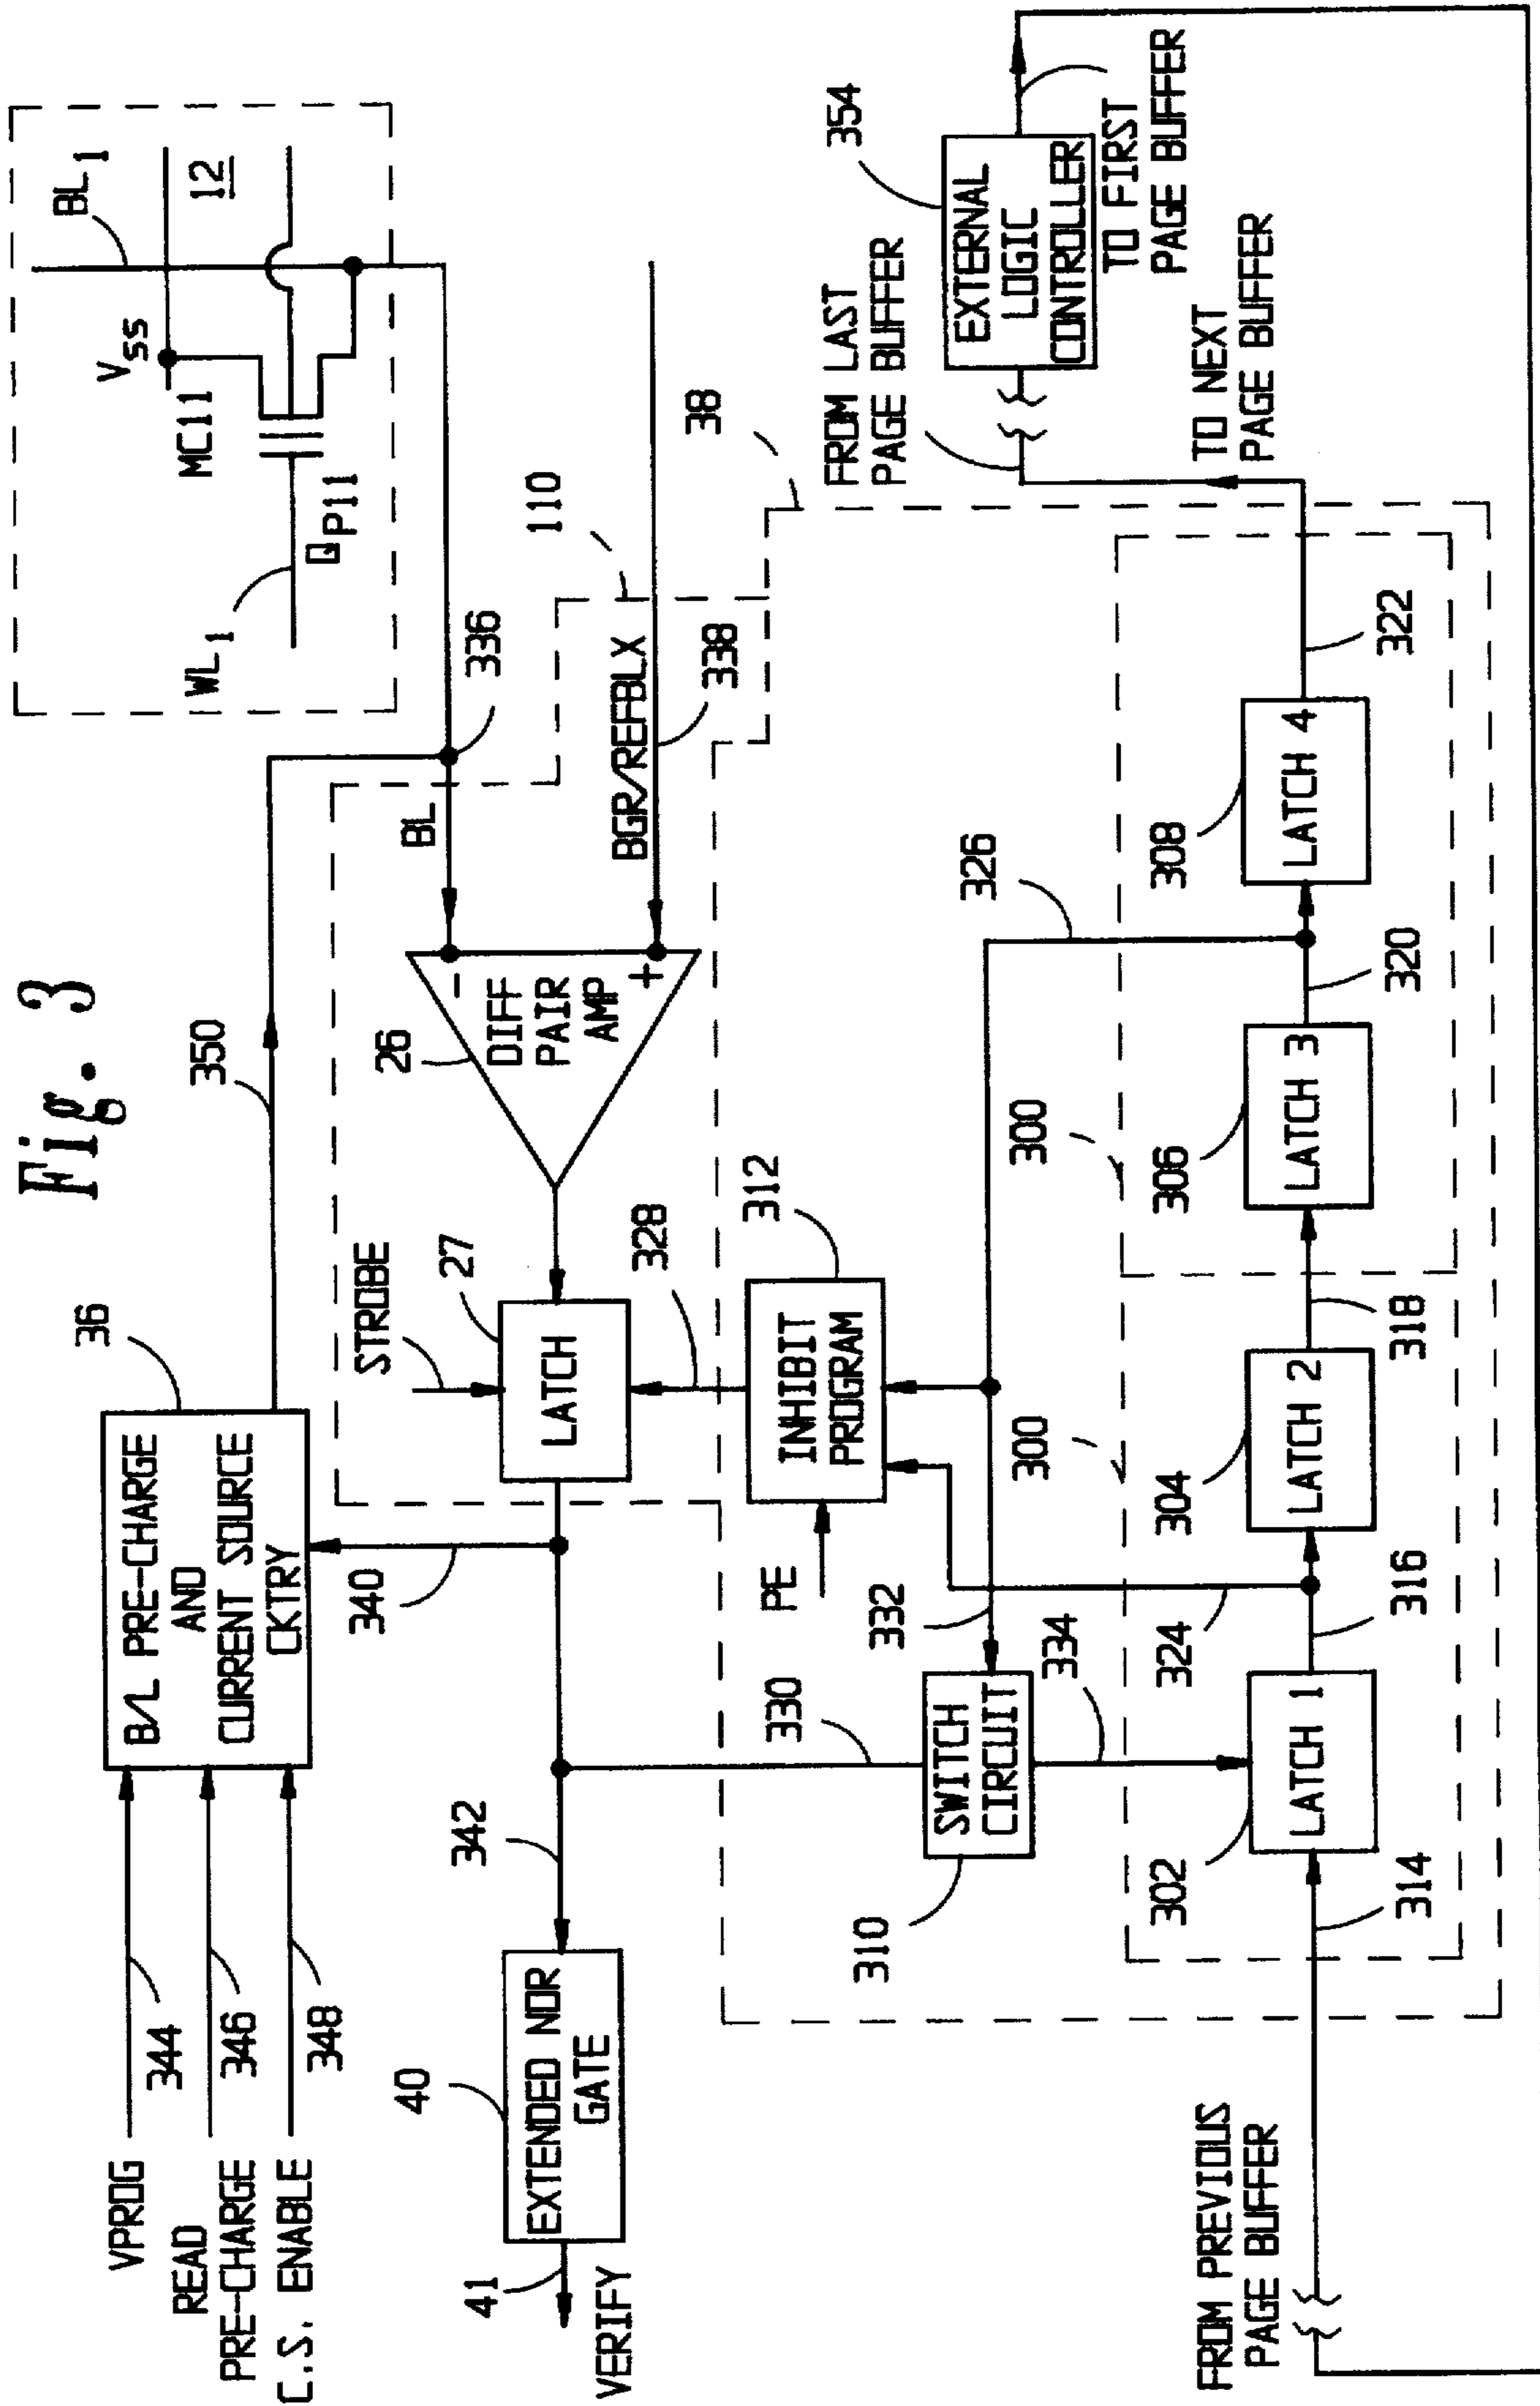 Fig. 3
VPROG
READ
PRE-CHARGE
C.S. ENABLE
344
346
348
36
B/L PRE-CHARGE
AND
CURRENT SOURCE
CKTRY
350
340
BL₁
12
VSS
MC11
QP11
WL₁
336
BL
BGR/REFBLX
338
110
38
26
DIFF
PAIR
AMP
-
+
STROBE
27
LATCH
328
342
40
EXTENDED NOR
GATE
41
VERIFY
312
INHIBIT
PROGRAM
PE
332
330
SWITCH
CIRCUIT
310
334
324
326
300
300
302
LATCH 1
314
316
304
LATCH 2
318
306
LATCH 3
320
308
LATCH 4
322
FROM PREVIOUS
PAGE BUFFER
TO NEXT
PAGE BUFFER
FROM LAST
PAGE BUFFER
354
EXTERNAL
LOGIC
CONTROLLER
TO FIRST
PAGE BUFFER